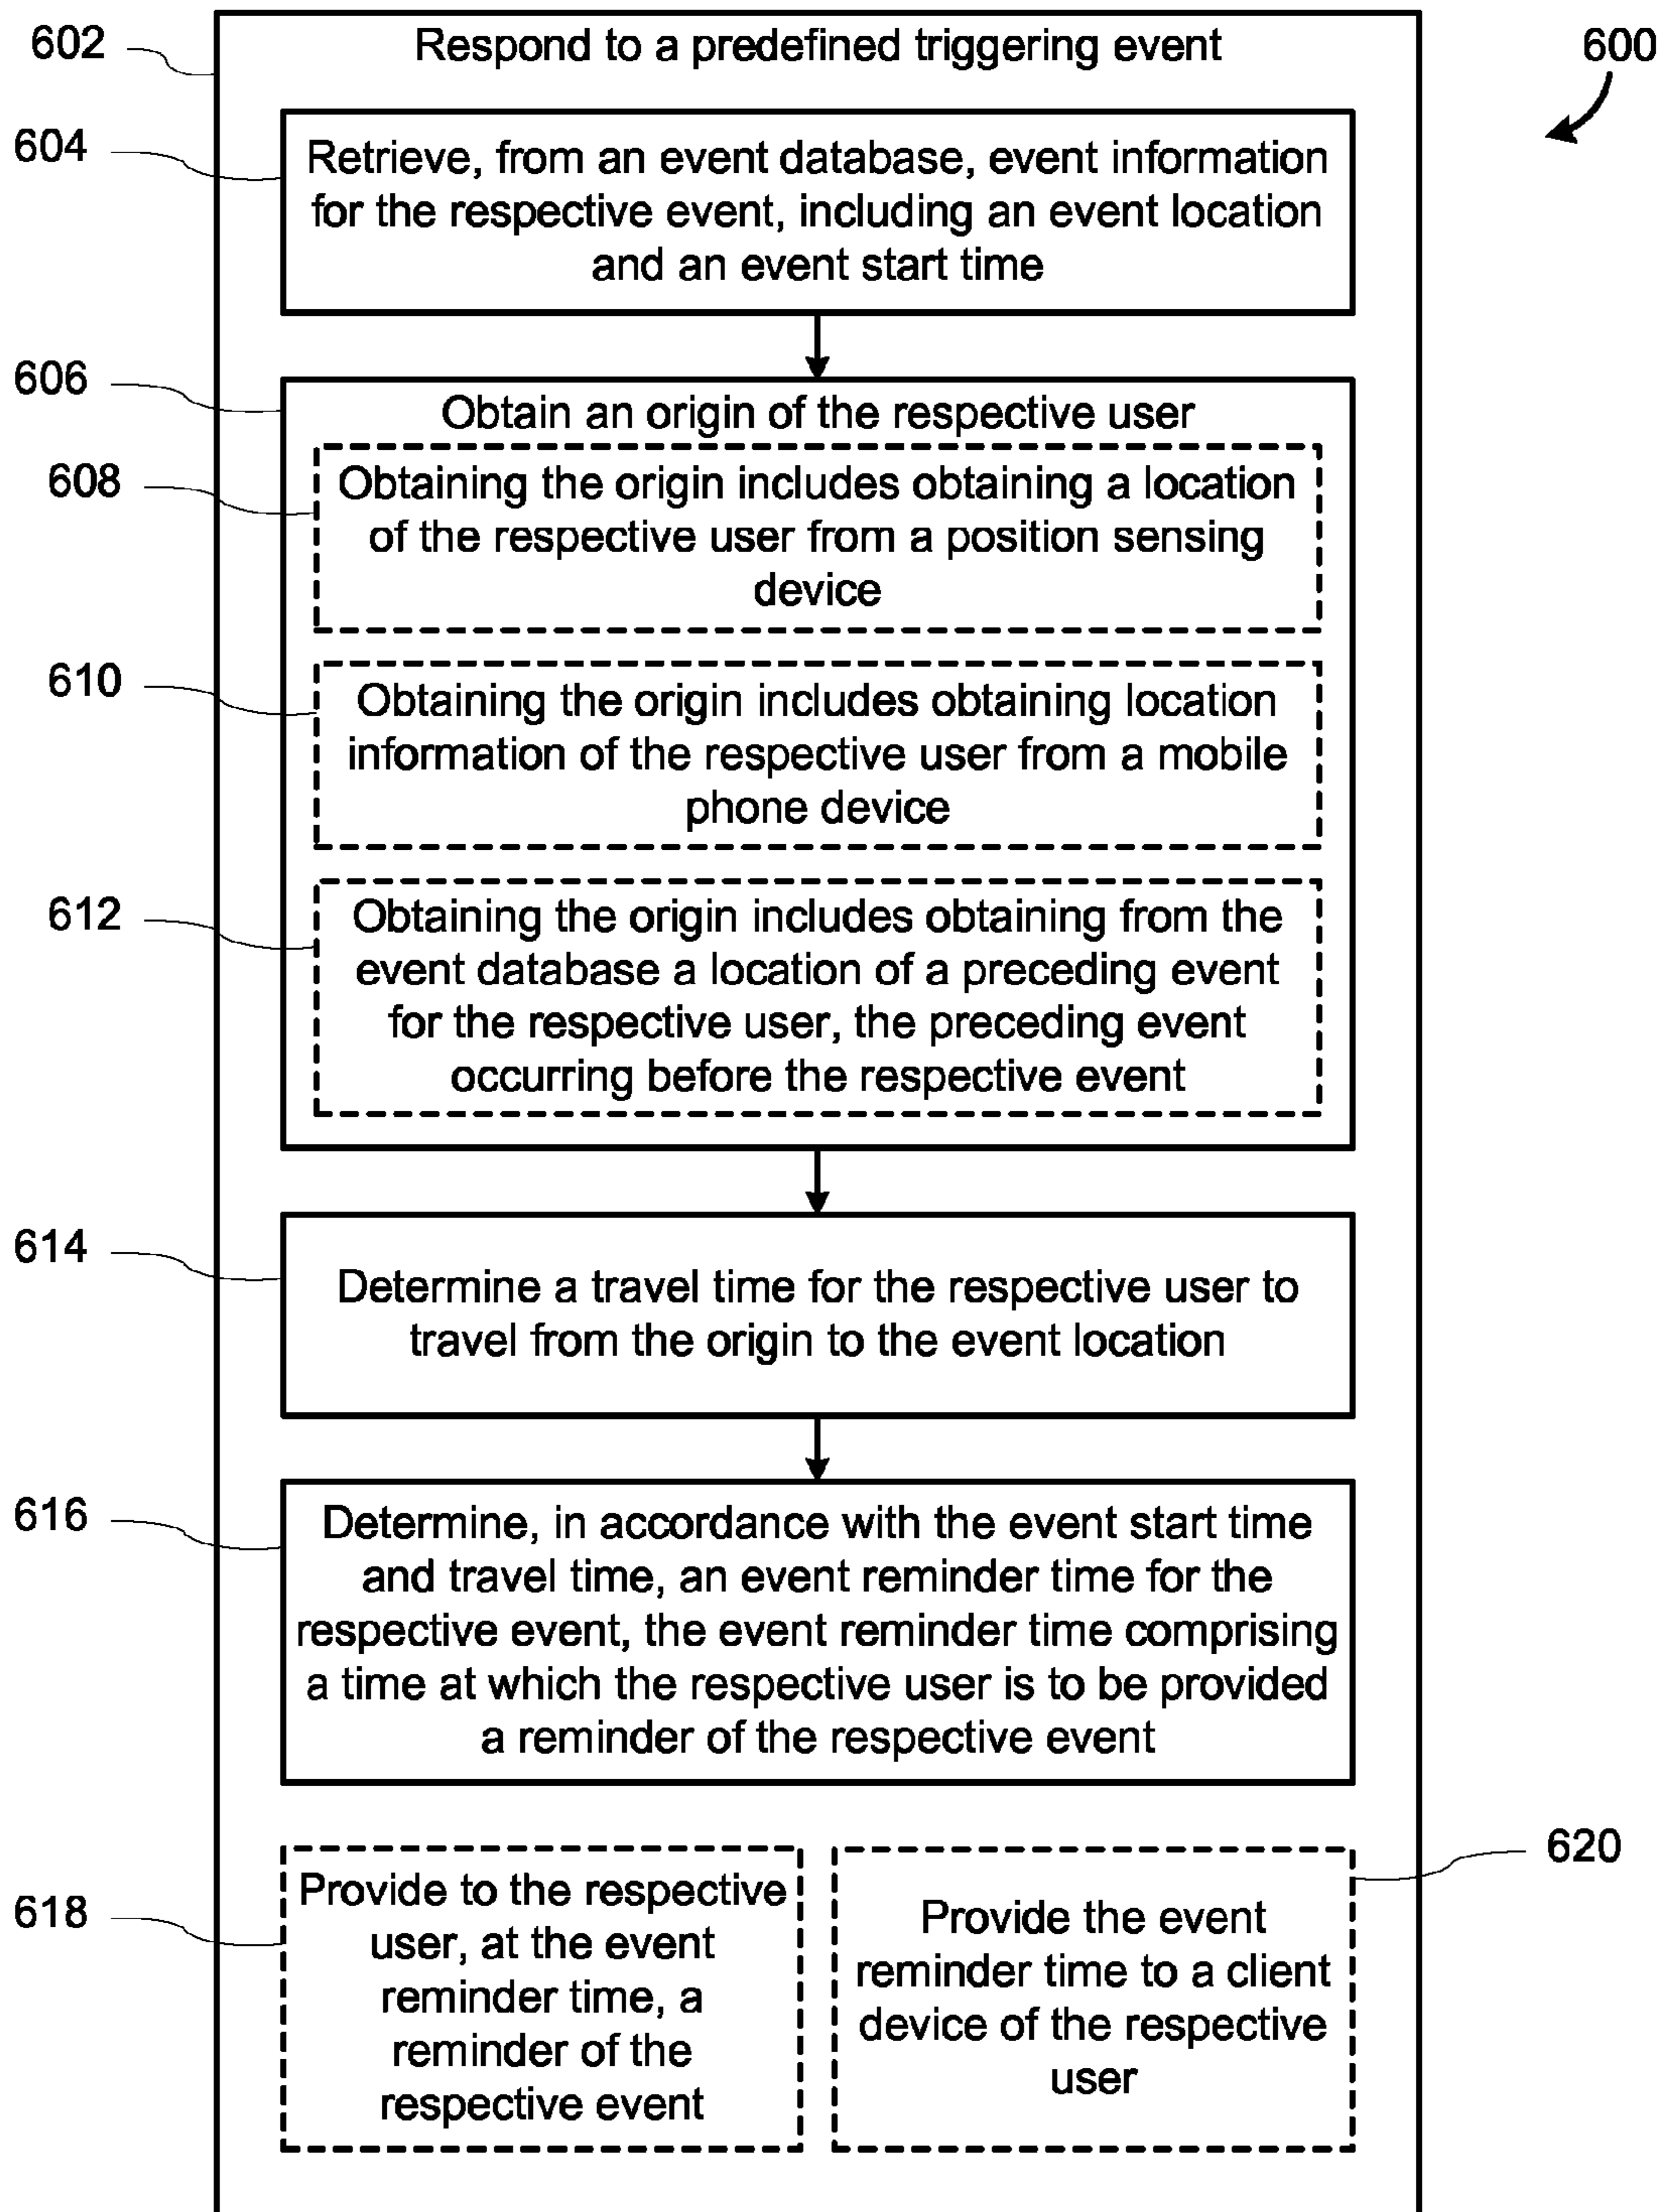 602
Respond to a predefined triggering event
600
604
Retrieve, from an event database, event information
for the respective event, including an event location
and an event start time
606
Obtain an origin of the respective user
608
Obtaining the origin includes obtaining a location
of the respective user from a position sensing
device
610
Obtaining the origin includes obtaining location
information of the respective user from a mobile
phone device
612
Obtaining the origin includes obtaining from the
event database a location of a preceding event
for the respective user, the preceding event
occurring before the respective event
614
Determine a travel time for the respective user to
travel from the origin to the event location
616
Determine, in accordance with the event start time
and travel time, an event reminder time for the
respective event, the event reminder time comprising
a time at which the respective user is to be provided
a reminder of the respective event
618
Provide to the respective
user, at the event
reminder time, a
reminder of the
respective event
620
Provide the event
reminder time to a client
device of the respective
user